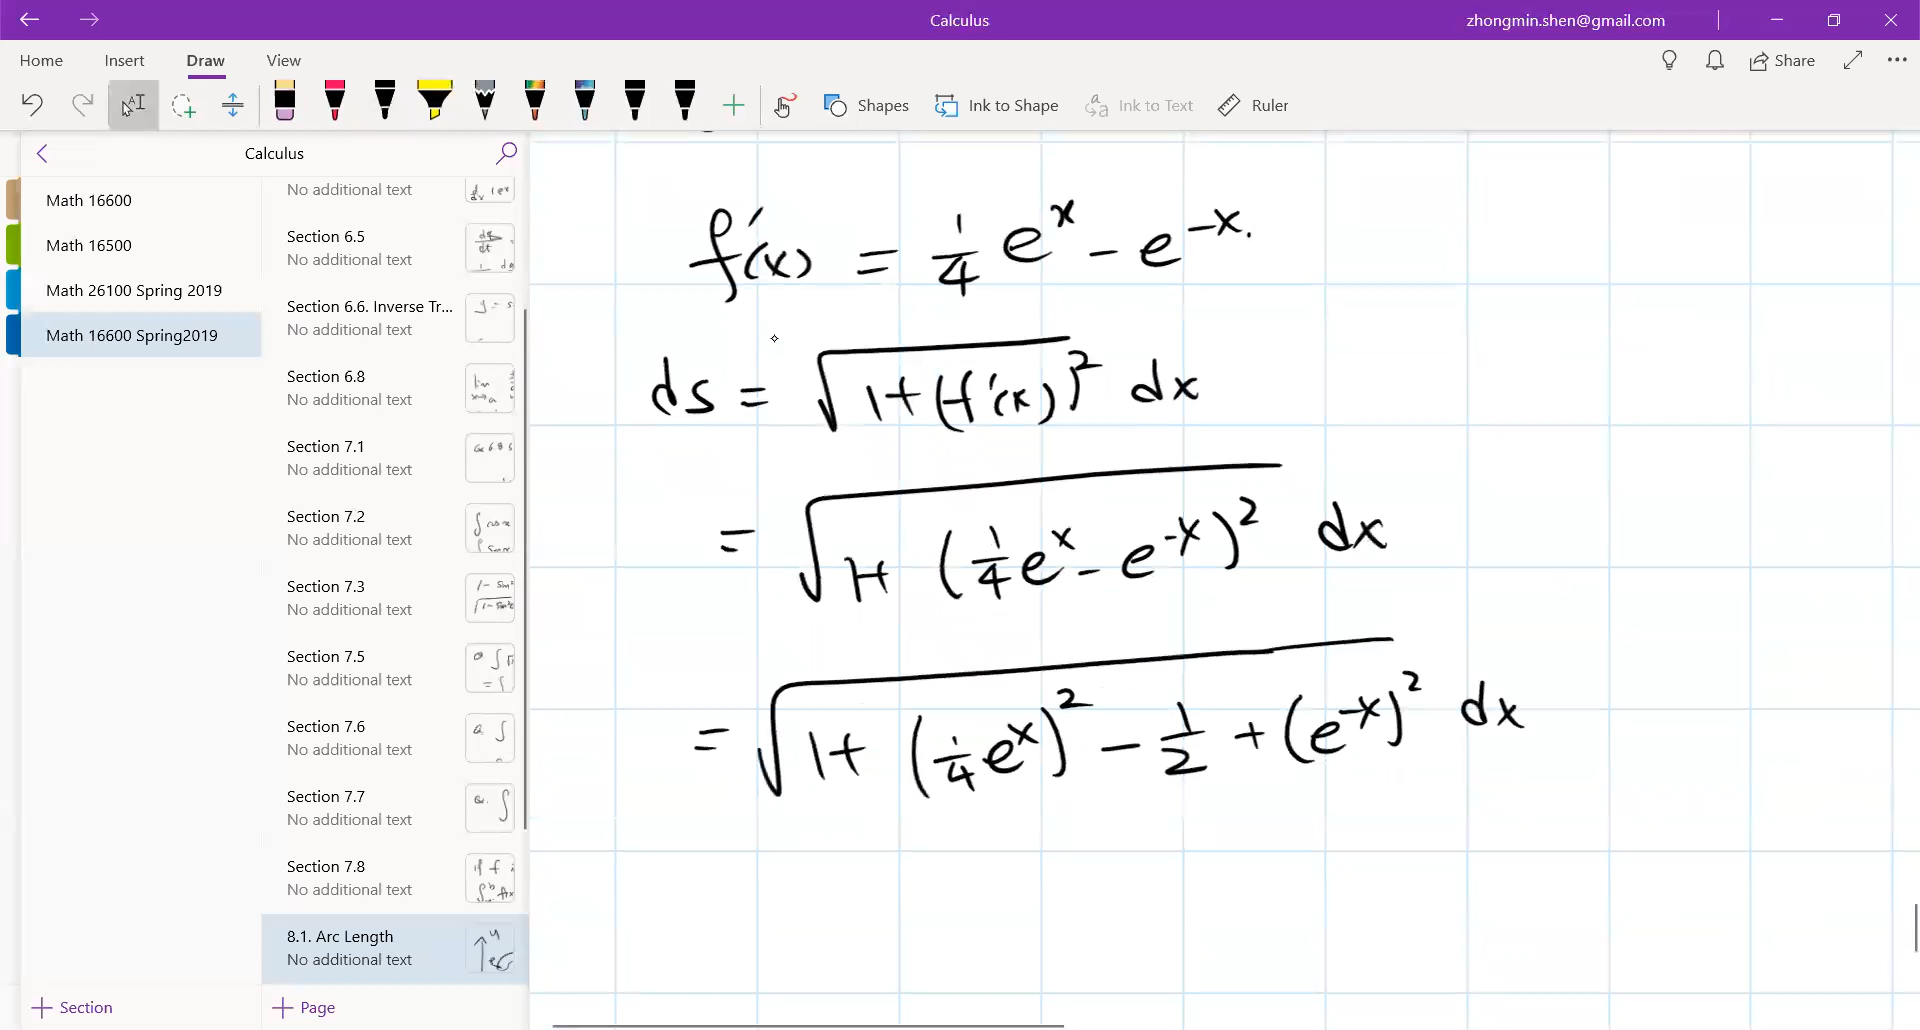 Calculus
zhongmin.shen@gmail.com
Home Insert Draw View
Share
Shapes
Ink to Shape
Ink to Text
Ruler
Calculus
Math 16600
Math 16500
Math 26100 Spring 2019
Math 16600 Spring2019
No additional text
Section 6.5
No additional text
Section 6.6. Inverse Tr...
No additional text
Section 6.8
No additional text
Section 7.1
No additional text
Section 7.2
No additional text
Section 7.3
No additional text
Section 7.5
No additional text
Section 7.6
No additional text
Section 7.7
No additional text
Section 7.8
No additional text
8.1. Arc Length
No additional text
+ Section
+ Page
f'(x) = 1/4 e^x - e^{-x}.
ds = √(1+(f'(x))^2) dx
= √(1+ (1/4 e^x - e^{-x})^2) dx
= √(1+ (1/4 e^x)^2 - 1/2 + (e^{-x})^2) dx